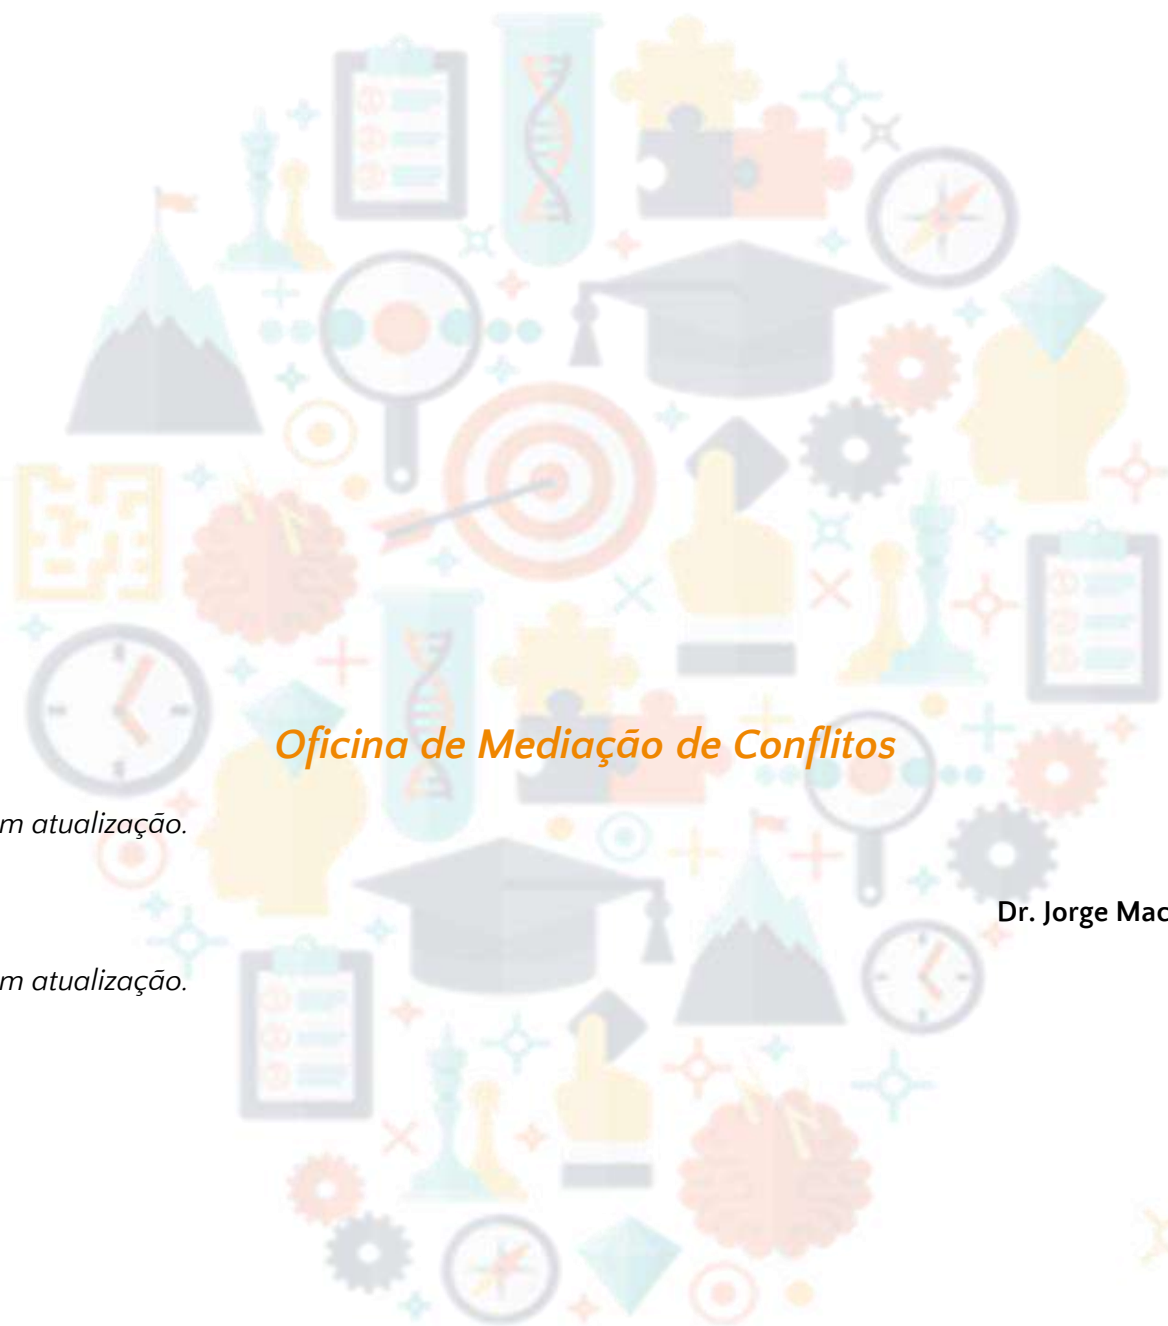 Oficina de Mediação de Conflitos
m atualização.
Dr. Jorge Mac
m atualização.